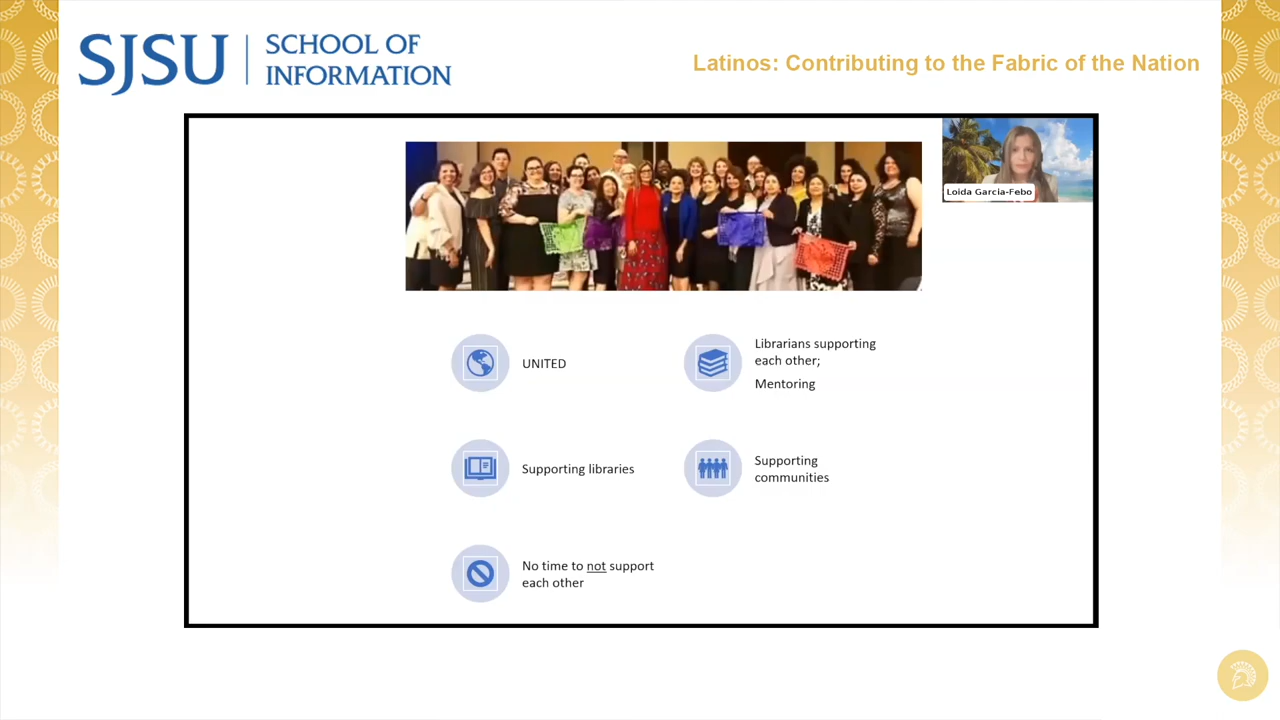 SJSU
SCHOOL OF
INFORMATION
Latinos: Contributing to the Fabric of the Nation
Loida Garcia-Febo
UNITED
Librarians supporting
each other;
Mentoring
Supporting libraries
Supporting
communities
No time to not support
each other